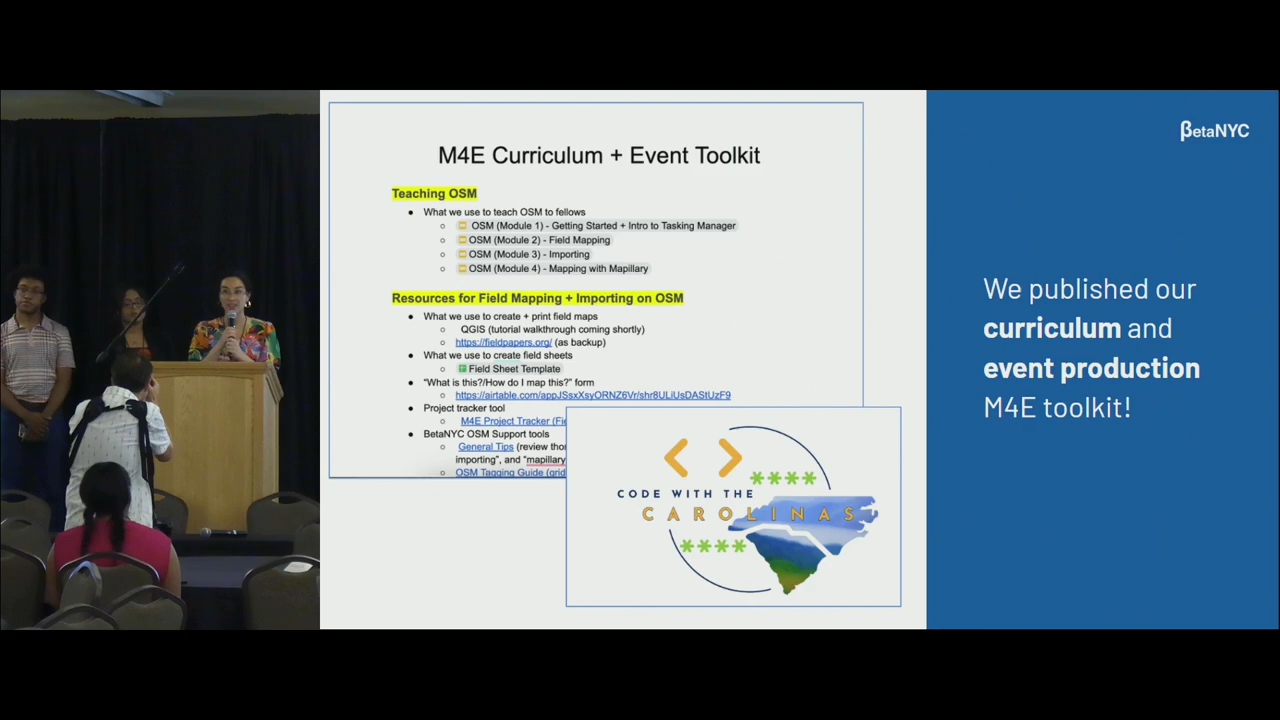 M4E Curriculum + Event Toolkit
Teaching OSM
What we use to teach OSM to fellows
OSM (Module 1) - Getting Started + Intro to Tasking Manager
OSM (Module 2) - Field Mapping
OSM (Module 3) - Importing
OSM (Module 4) - Mapping with Mapillary
Resources for Field Mapping + Importing on OSM
What we use to create + print field maps
QGIS (tutorial walkthrough coming shortly)
https://fieldpapers.org/ (as backup)
What we use to create field sheets
Field Sheet Template
“What is this?/How do I map this?” form
https://airtable.com/appJSsxXsyORNZ6Vr/shr8ULiUsDAStUzF9
Project tracker tool
M4E Project Tracker
BetaNYC OSM Support tools
General Tips (review
importing”, and “mapillary
OSM Tagging Guide
< >
****
CODE WITH THE
CAROLINAS
****
βetaNYC
We published our
curriculum and
event production
M4E toolkit!